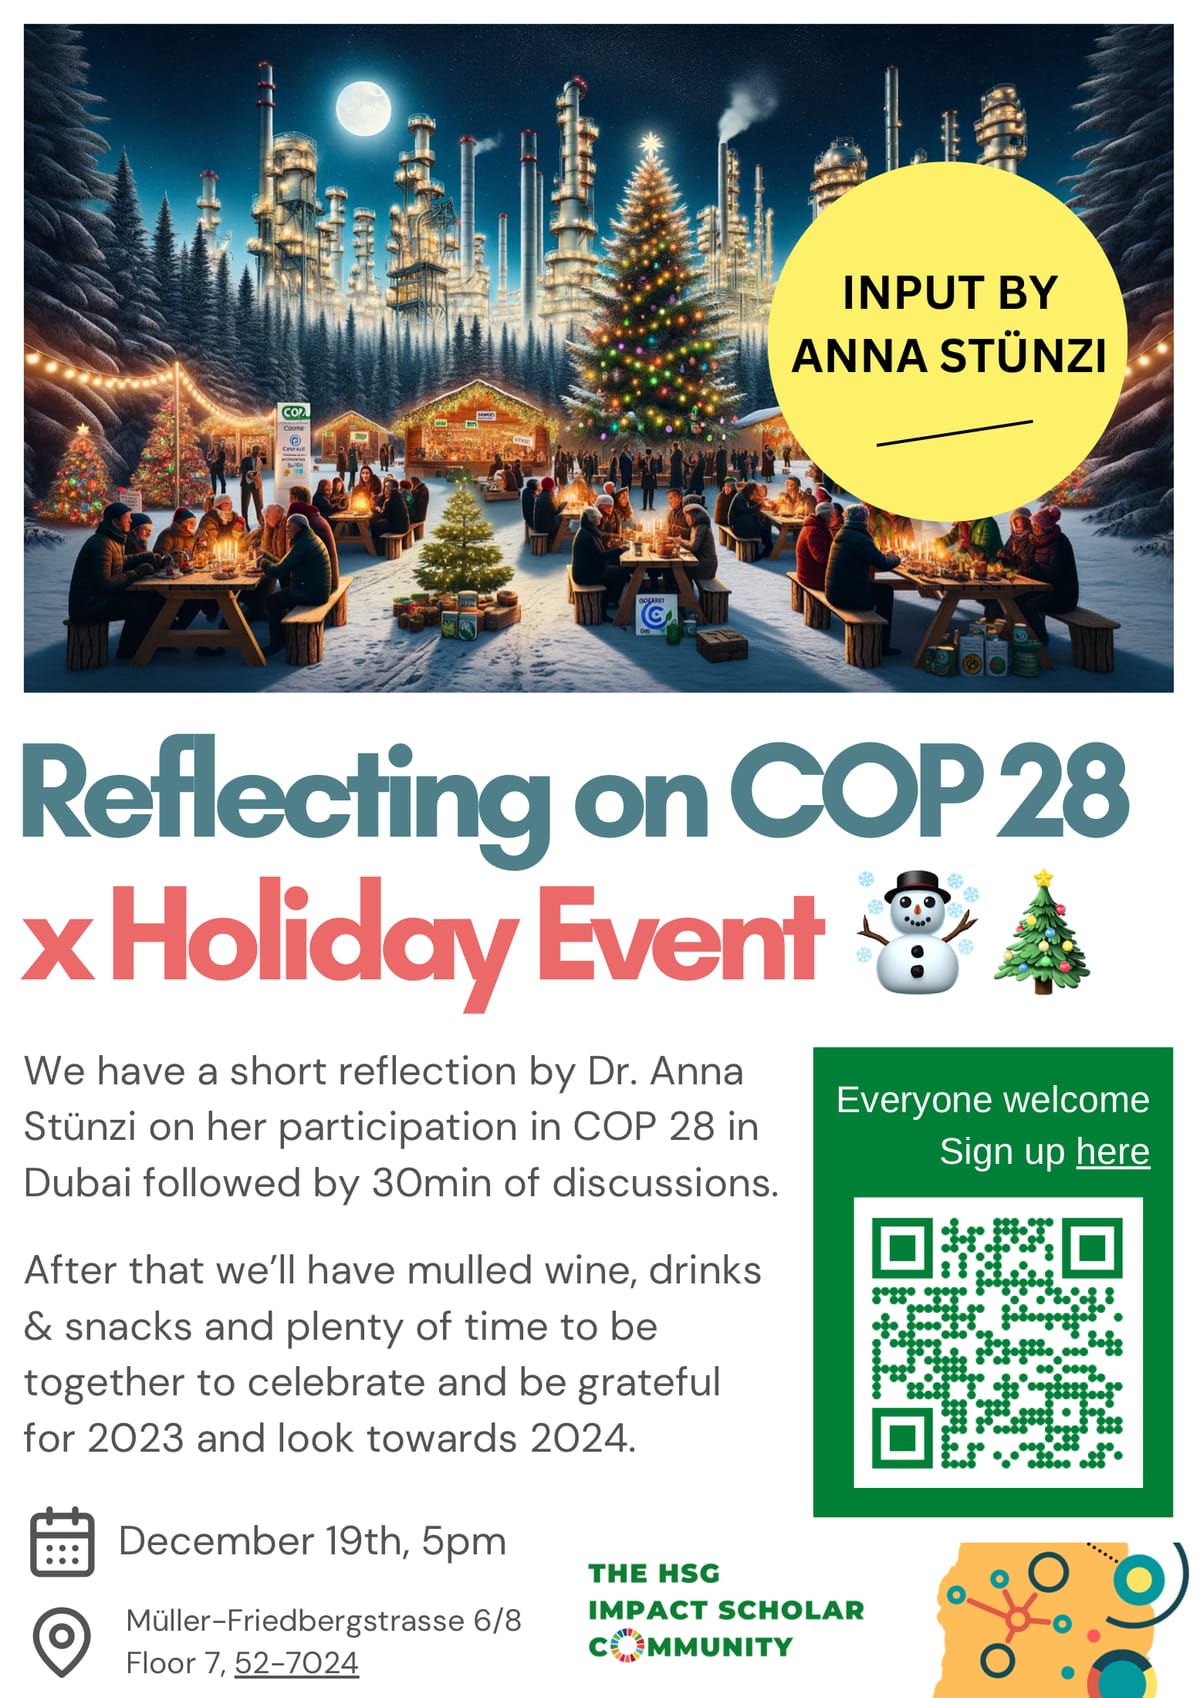 INPUT BY
ANNA STÜNZI
COP
Reflecting on COP 28
x Holiday Event
We have a short reflection by Dr. Anna
Stünzi on her participation in COP 28 in
Dubai followed by 30min of discussions.
After that we’ll have mulled wine, drinks
& snacks and plenty of time to be
together to celebrate and be grateful
for 2023 and look towards 2024.
Everyone welcome
Sign up here
December 19th, 5pm
Müller-Friedbergstrasse 6/8
Floor 7, 52-7024
THE HSG
IMPACT SCHOLAR
COMMUNITY